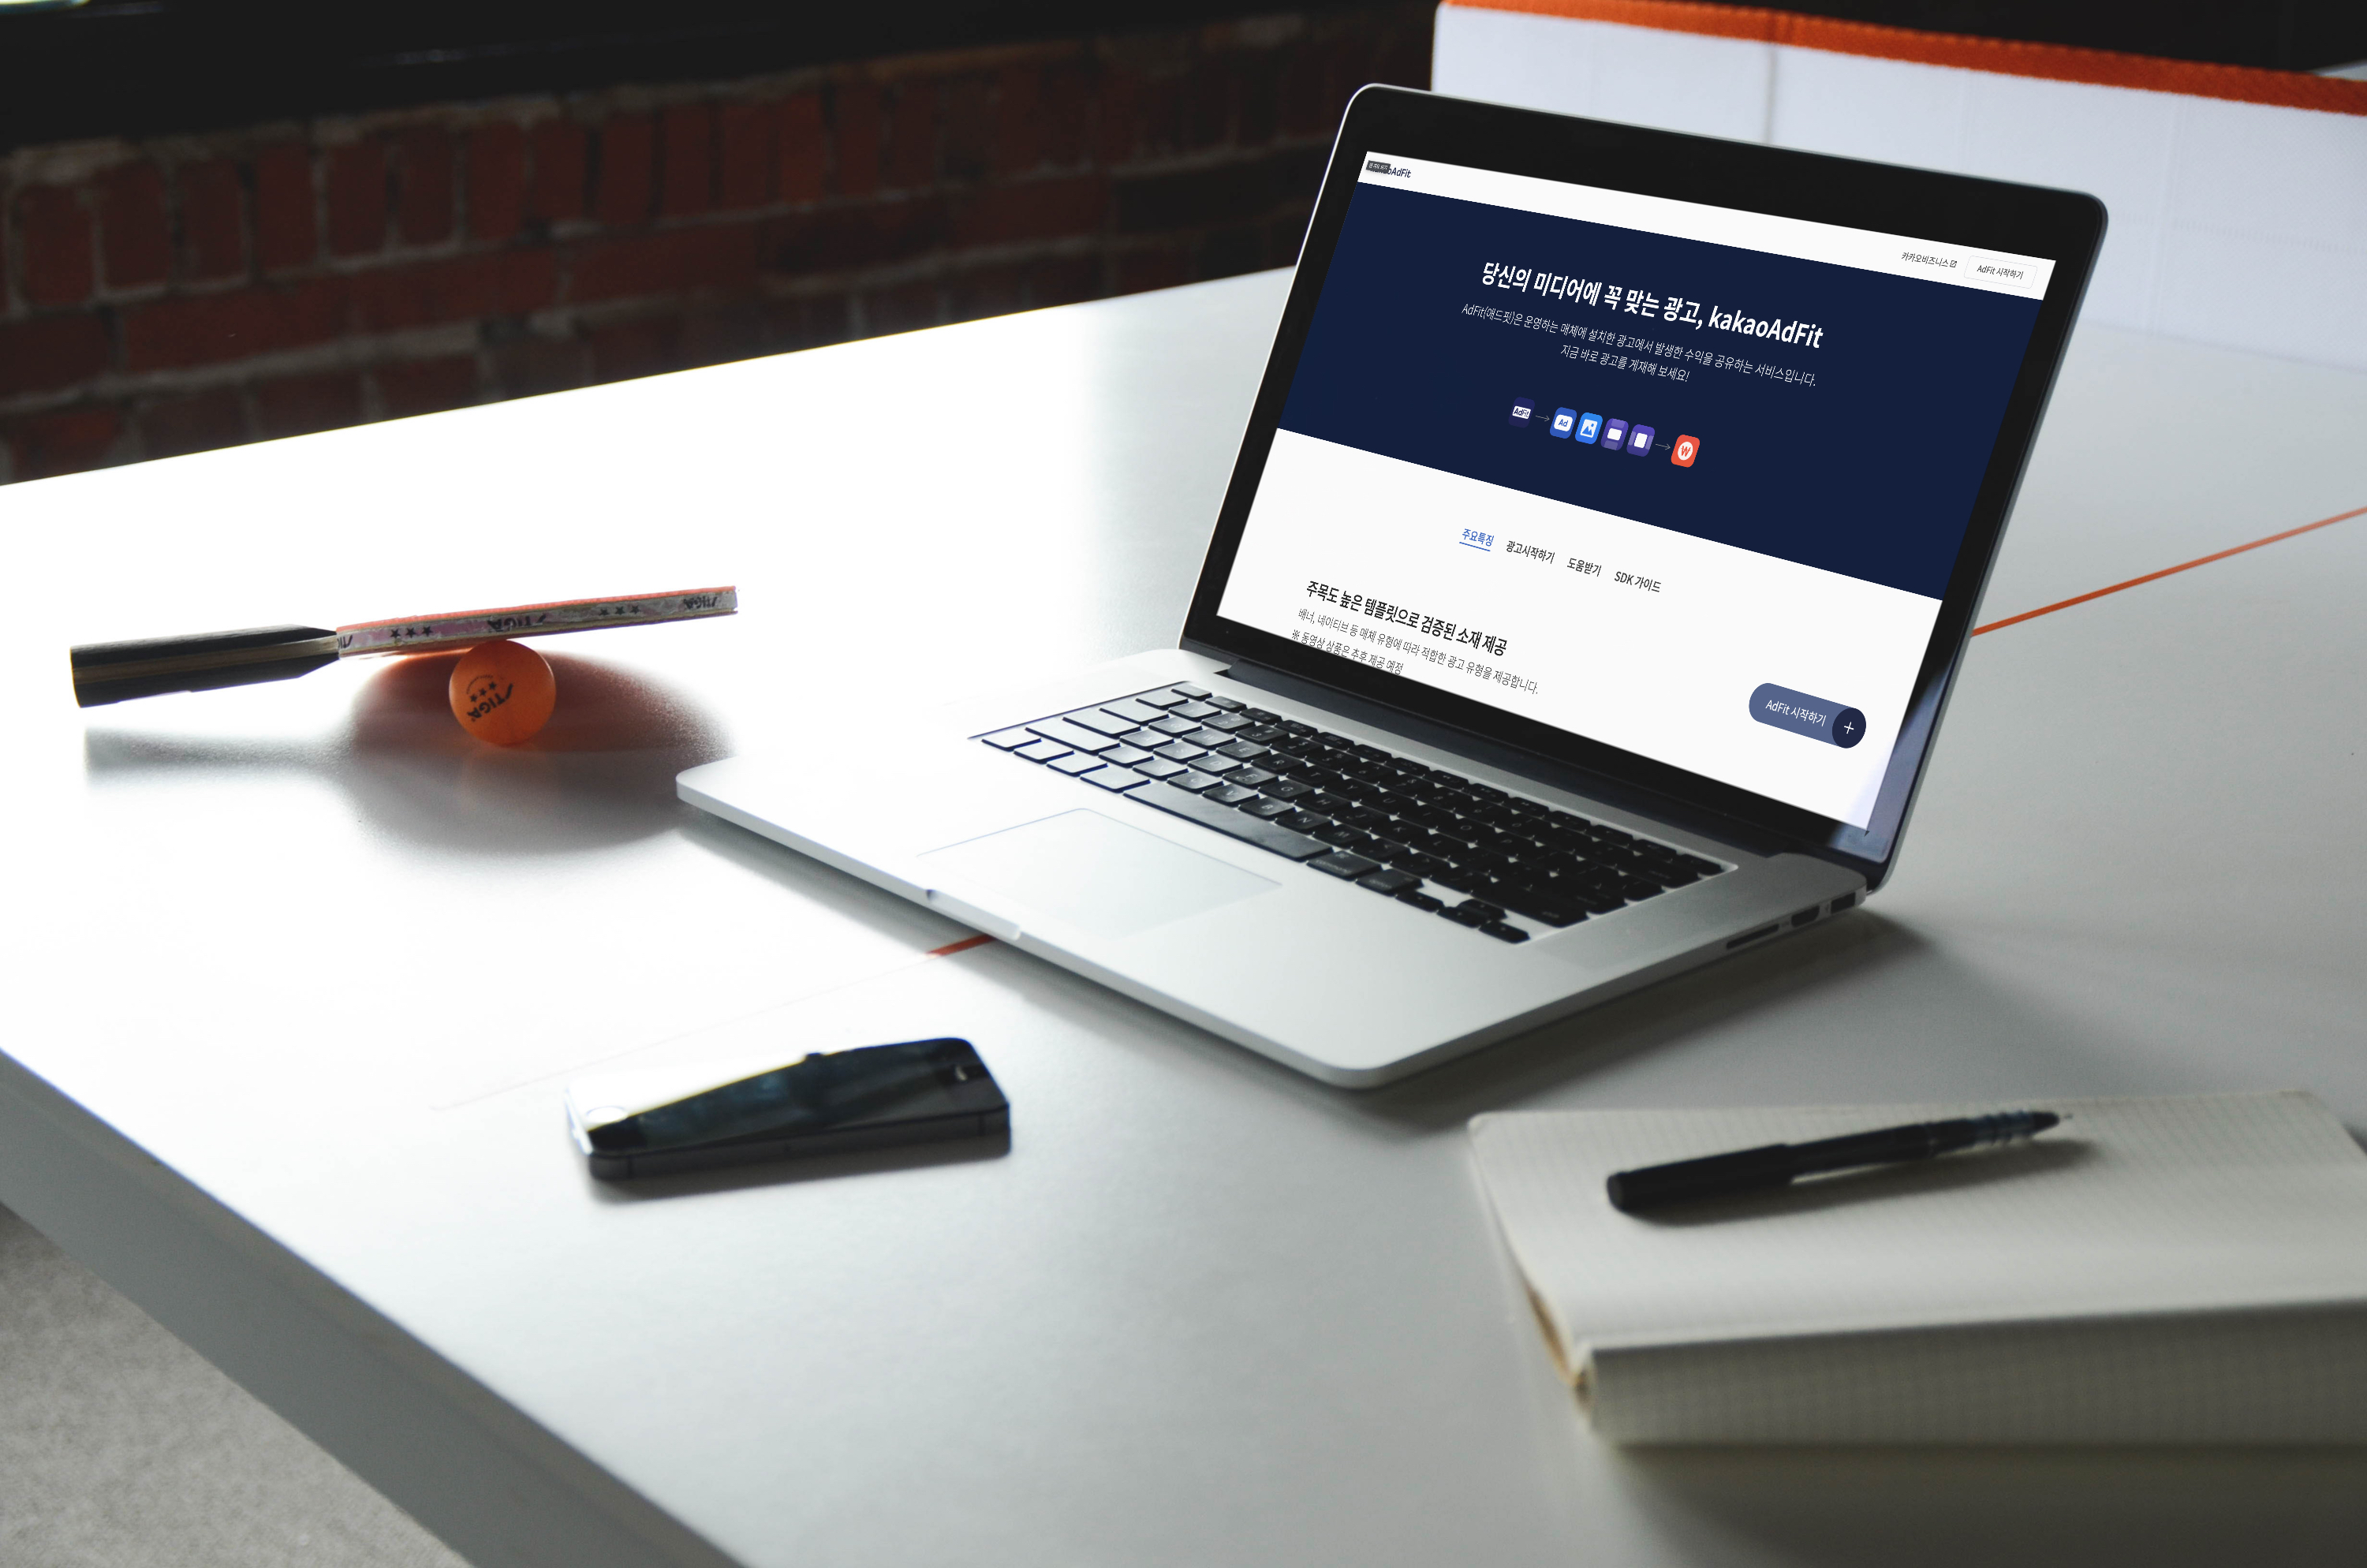 AdFit
카카오비즈니스
AdFit 시작하기
당신의 미디어에 꼭 맞는 광고, kakaoAdFit
AdFit(애드핏)은 운영하는 매체에 설치한 광고에서 발생한 수익을 공유하는 서비스입니다.
지금 바로 광고를 게재해 보세요!
AdFit
Ad
W
주요특징 광고시작하기 도움받기 SDK 가이드
주목도 높은 템플릿으로 검증된 소재 제공
배너, 네이티브 등 매체 유형에 따라 적합한 광고 유형을 제공합니다.
※ 동영상 상품은 추후 제공 예정
AdFit 시작하기 +
STIGA
STIGA
STIGA